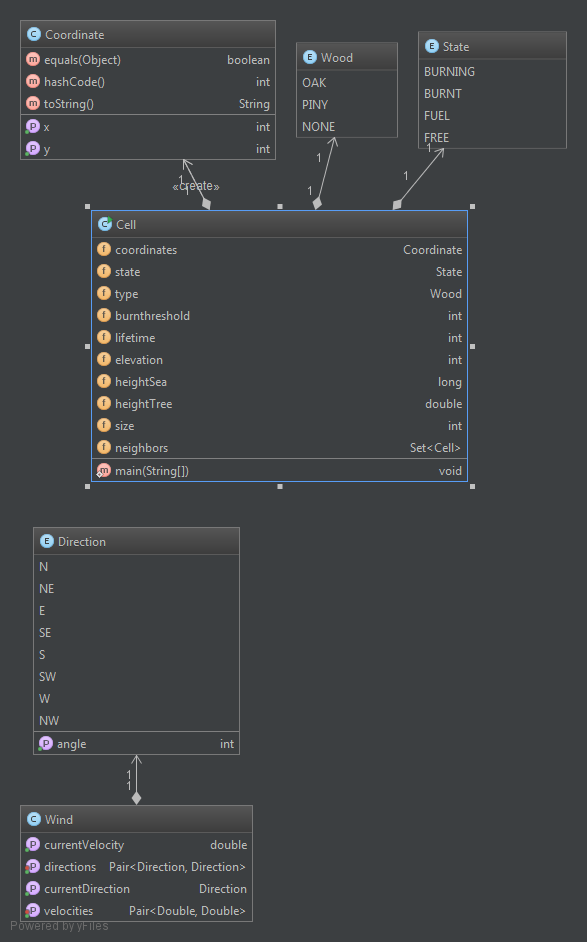 C Coordinate
m equals(Object) boolean
m hashCode() int
m toString() String
P x int
P y int
E Wood
OAK
PINY
NONE
E State
BURNING
BURNT
FUEL
FREE
1
1
1
«create»
1
1
1
C Cell
f coordinates Coordinate
f state State
f type Wood
f burnthreshold int
f lifetime int
f elevation int
f heightSea long
f heightTree double
f size int
f neighbors Set<Cell>
m main(String[]) void
E Direction
N
NE
E
SE
S
SW
W
NW
P angle int
1
1
C Wind
P currentVelocity double
P directions Pair<Direction, Direction>
P currentDirection Direction
P velocities Pair<Double, Double>
Powered by yFiles